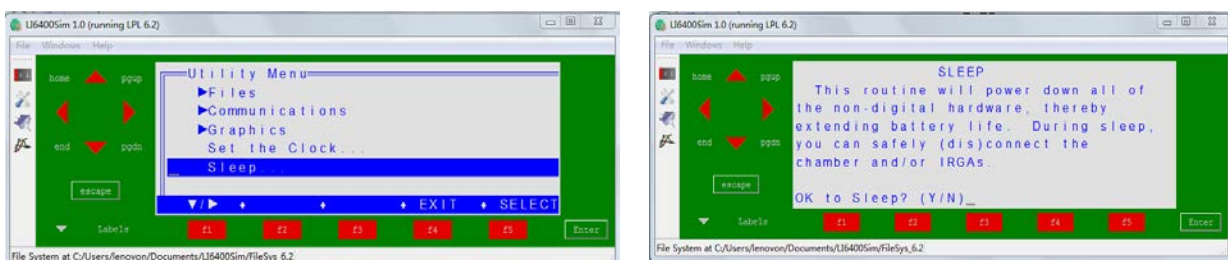 LI6400Sim 1.0 (running LPL 6.2)
File Windows Help
Utility Menu
home pgup
►Files
►Communications
►Graphics
end pgdn
Set the Clock...
Sleep...
escape
▼/► + + + EXIT + SELECT
Labels f1 f2 f3 f4 f5 Enter
File System at C:/Users/lenovon/Documents/LI6400Sim/FileSys_6.2
LI6400Sim 1.0 (running LPL 6.2)
File Windows Help
SLEEP
home pgup
This routine will power down all of
the non-digital hardware, thereby
extending battery life. During sleep,
end pgdn
you can safely (dis)connect the
chamber and/or IRGAs.
escape
OK to Sleep? (Y/N)_
Labels f1 f2 f3 f4 f5 Enter
File System at C:/Users/lenovon/Documents/LI6400Sim/FileSys_6.2